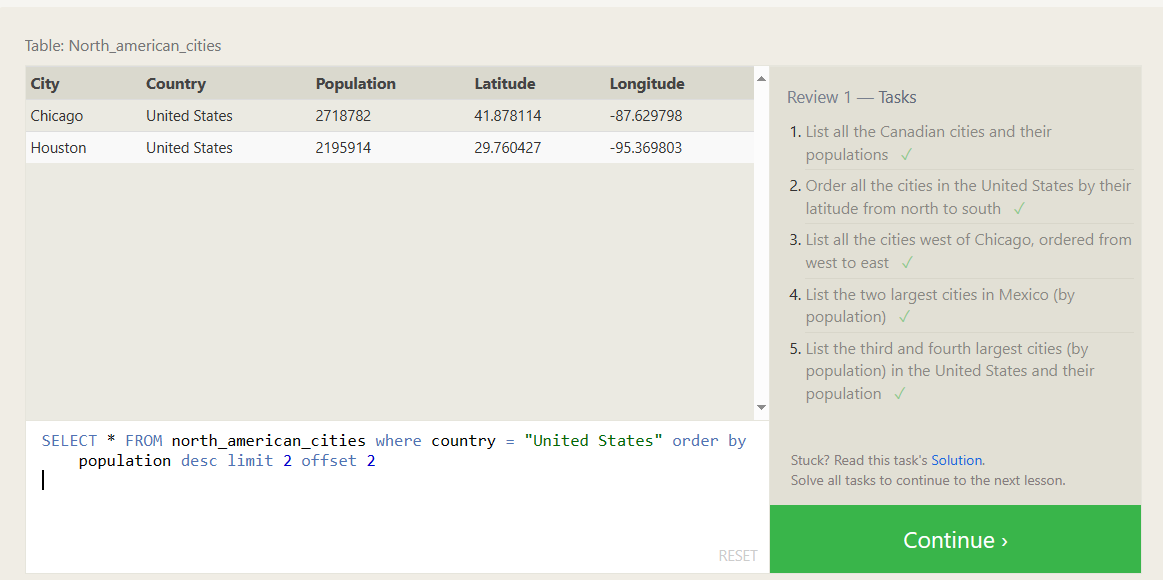 Table: North_american_cities
City Country Population Latitude Longitude
Chicago United States 2718782 41.878114 -87.629798
Houston United States 2195914 29.760427 -95.369803
SELECT * FROM north_american_cities where country = "United States" order by
population desc limit 2 offset 2
RESET
Review 1 — Tasks
1. List all the Canadian cities and their
populations ✓
2. Order all the cities in the United States by their
latitude from north to south ✓
3. List all the cities west of Chicago, ordered from
west to east ✓
4. List the two largest cities in Mexico (by
population) ✓
5. List the third and fourth largest cities (by
population) in the United States and their
population ✓
Stuck? Read this task's Solution.
Solve all tasks to continue to the next lesson.
Continue ›